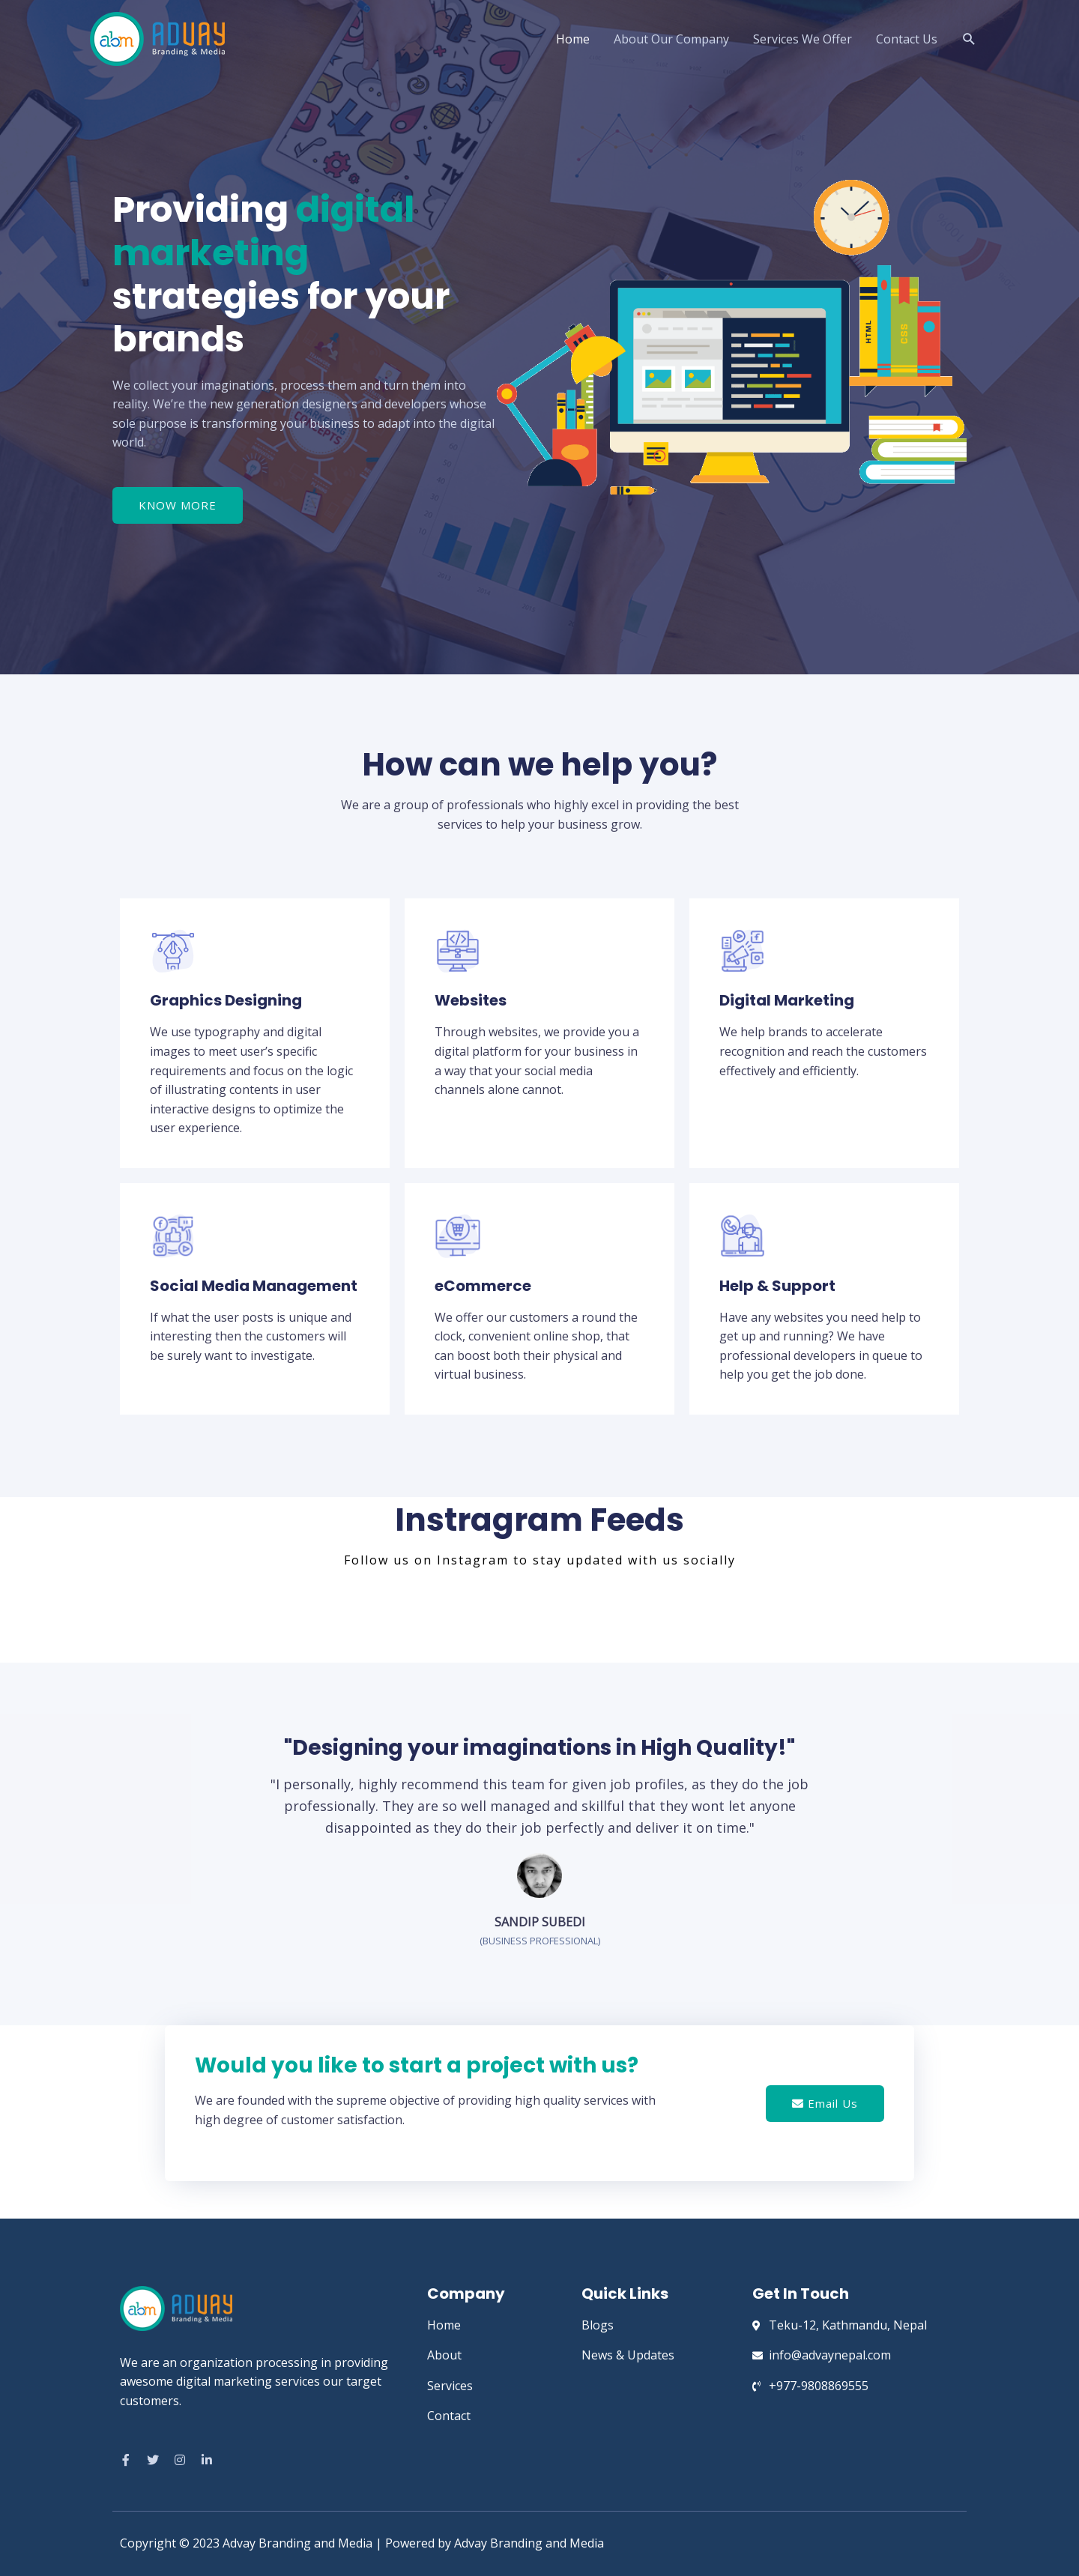 abm ADVAY
Branding & Media
Home About Our Company Services We Offer Contact Us
Providing digital
marketing
strategies for your
brands
We collect your imaginations, process them and turn them into
reality. We’re the new generation designers and developers whose
sole purpose is transforming your business to adapt into the digital
world.
KNOW MORE
HTML
CSS
How can we help you?
We are a group of professionals who highly excel in providing the best
services to help your business grow.
Graphics Designing
We use typography and digital
images to meet user’s specific
requirements and focus on the logic
of illustrating contents in user
interactive designs to optimize the
user experience.
Websites
Through websites, we provide you a
digital platform for your business in
a way that your social media
channels alone cannot.
Digital Marketing
We help brands to accelerate
recognition and reach the customers
effectively and efficiently.
Social Media Management
If what the user posts is unique and
interesting then the customers will
be surely want to investigate.
eCommerce
We offer our customers a round the
clock, convenient online shop, that
can boost both their physical and
virtual business.
Help & Support
Have any websites you need help to
get up and running? We have
professional developers in queue to
help you get the job done.
Instragram Feeds
Follow us on Instagram to stay updated with us socially
"Designing your imaginations in High Quality!"
"I personally, highly recommend this team for given job profiles, as they do the job
professionally. They are so well managed and skillful that they wont let anyone
disappointed as they do their job perfectly and deliver it on time."
SANDIP SUBEDI
(BUSINESS PROFESSIONAL)
Would you like to start a project with us?
We are founded with the supreme objective of providing high quality services with
high degree of customer satisfaction.
Email Us
abm ADVAY
Branding & Media
We are an organization processing in providing
awesome digital marketing services our target
customers.
Company
Home
About
Services
Contact
Quick Links
Blogs
News & Updates
Get In Touch
Teku-12, Kathmandu, Nepal
info@advaynepal.com
+977-9808869555
Copyright © 2023 Advay Branding and Media | Powered by Advay Branding and Media